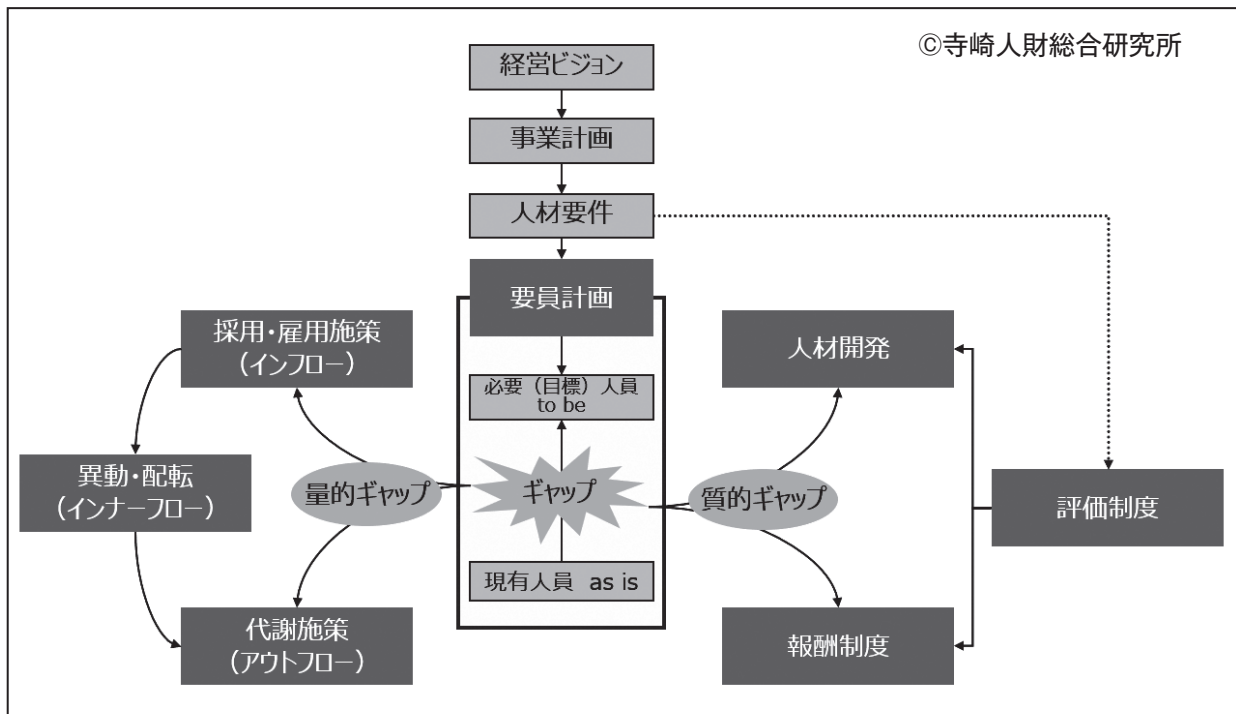 ©寺崎人財総合研究所
経営ビジョン
事業計画
人材要件
要員計画
採用・雇用施策
（インフロー）
人材開発
必要（目標）人員
to be
異動・配転
（インナーフロー）
量的ギャップ
ギャップ
質的ギャップ
評価制度
現有人員 as is
代謝施策
（アウトフロー）
報酬制度